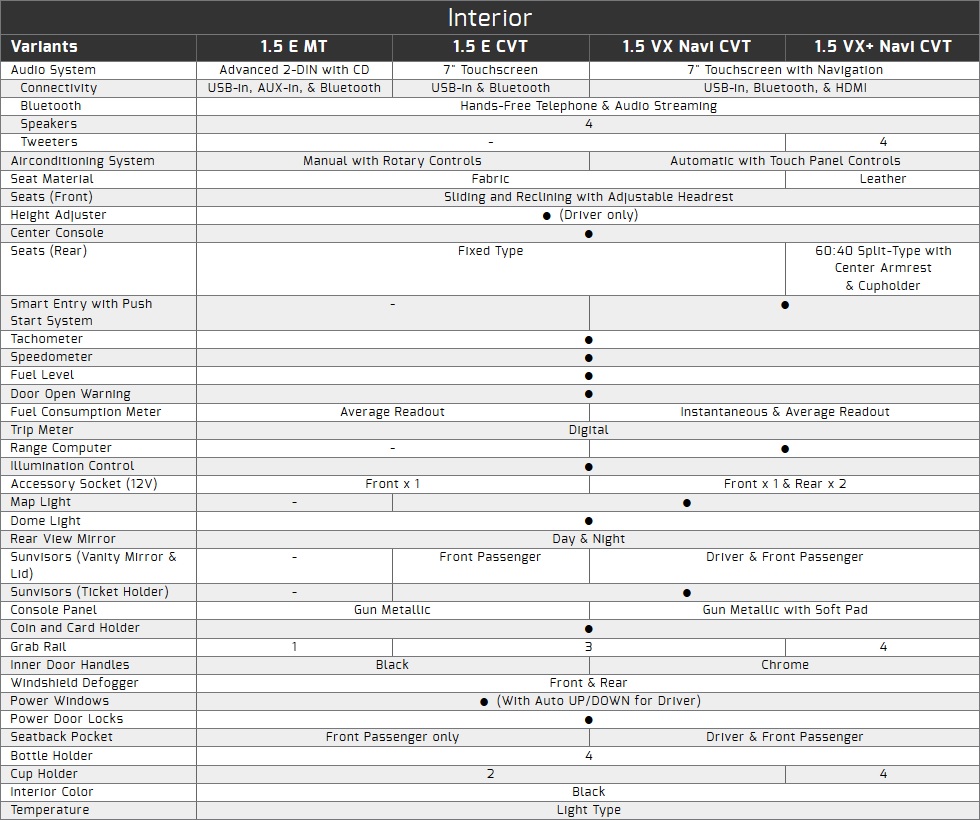 Interior
Variants 1.5 E MT 1.5 E CVT 1.5 VX Navi CVT 1.5 VX+ Navi CVT
Audio System Advanced 2-DIN with CD 7" Touchscreen 7" Touchscreen with Navigation
Connectivity USB-in, AUX-in, & Bluetooth USB-in & Bluetooth USB-in, Bluetooth, & HDMI
Bluetooth Hands-Free Telephone & Audio Streaming
Speakers 4
Tweeters - 4
Airconditioning System Manual with Rotary Controls Automatic with Touch Panel Controls
Seat Material Fabric Leather
Seats (Front) Sliding and Reclining with Adjustable Headrest
Height Adjuster ● (Driver only)
Center Console ●
Seats (Rear) Fixed Type 60:40 Split-Type with
Center Armrest
& Cupholder
Smart Entry with Push - ●
Start System
Tachometer ●
Speedometer ●
Fuel Level ●
Door Open Warning ●
Fuel Consumption Meter Average Readout Instantaneous & Average Readout
Trip Meter Digital
Range Computer - ●
Illumination Control ●
Accessory Socket (12V) Front x 1 Front x 1 & Rear x 2
Map Light - ●
Dome Light ●
Rear View Mirror Day & Night
Sunvisors (Vanity Mirror & - Front Passenger Driver & Front Passenger
Lid)
Sunvisors (Ticket Holder) - ●
Console Panel Gun Metallic Gun Metallic with Soft Pad
Coin and Card Holder ●
Grab Rail 1 3 4
Inner Door Handles Black Chrome
Windshield Defogger Front & Rear
Power Windows ● (With Auto UP/DOWN for Driver)
Power Door Locks ●
Seatback Pocket Front Passenger only Driver & Front Passenger
Bottle Holder 4
Cup Holder 2 4
Interior Color Black
Temperature Light Type